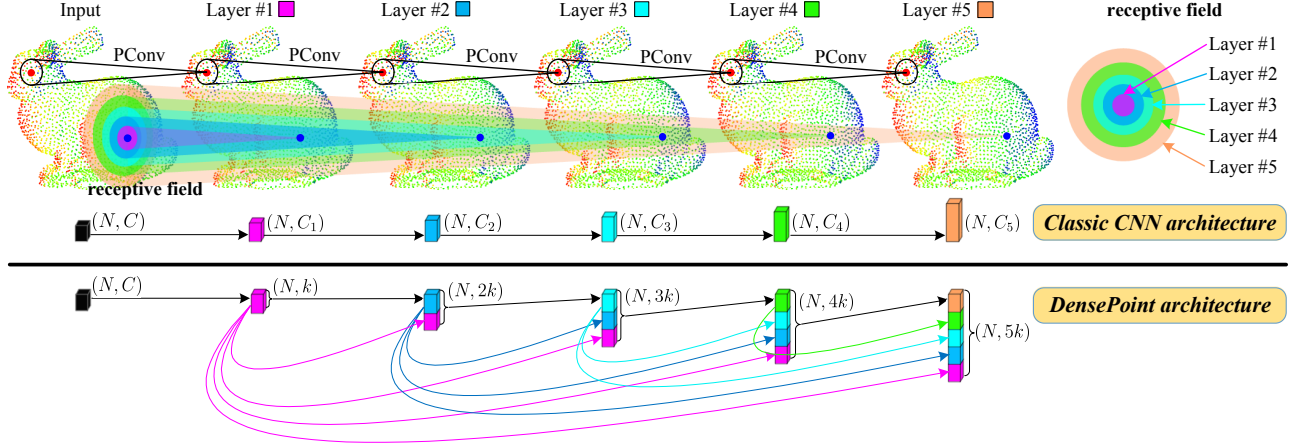 Input Layer #1 Layer #2 Layer #3 Layer #4 Layer #5 receptive field
PConv PConv PConv PConv PConv
Layer #1
Layer #2
Layer #3
Layer #4
Layer #5
receptive field
(N, C) (N, C₁) (N, C₂) (N, C₃) (N, C₄) (N, C₅) Classic CNN architecture
(N, C) (N, k) (N, 2k) (N, 3k) (N, 4k) (N, 5k) DensePoint architecture